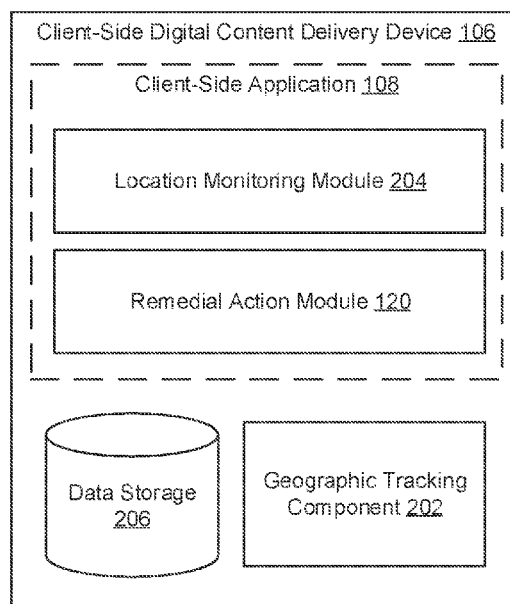 Client-Side Digital Content Delivery Device 106
Client-Side Application 108
Location Monitoring Module 204
Remedial Action Module 120
Data Storage
206
Geographic Tracking
Component 202